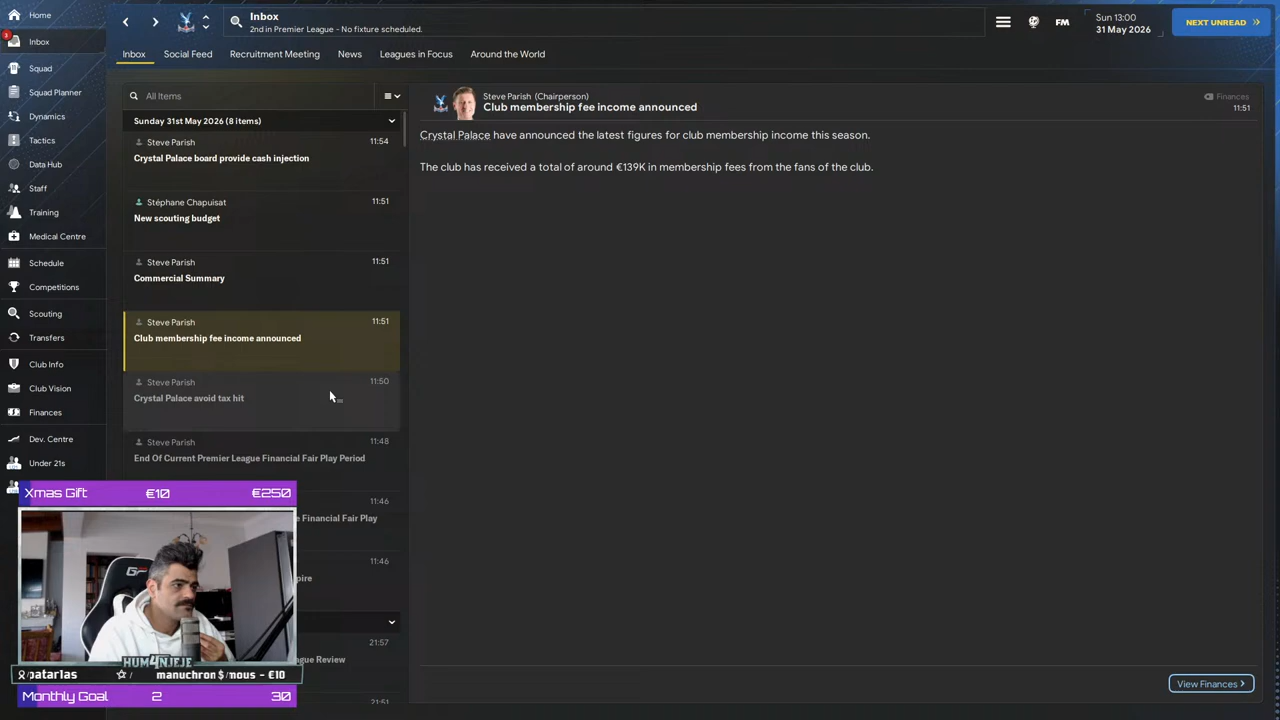 Home
3
Inbox
Squad
Squad Planner
Dynamics
Tactics
Data Hub
Staff
Training
Medical Centre
Schedule
Competitions
Scouting
Transfers
Club Info
Club Vision
Finances
Dev. Centre
Under 21s
Inbox
2nd in Premier League - No fixture scheduled.
FM
Sun 13:00
31 May 2026
NEXT UNREAD
Inbox
Social Feed
Recruitment Meeting
News
Leagues in Focus
Around the World
All Items
Sunday 31st May 2026 (8 items)
Steve Parish 11:54
Crystal Palace board provide cash injection
Stéphane Chapuisat 11:51
New scouting budget
Steve Parish 11:51
Commercial Summary
Steve Parish 11:51
Club membership fee income announced
Steve Parish 11:50
Crystal Palace avoid tax hit
Steve Parish 11:48
End Of Current Premier League Financial Fair Play Period
11:46
Financial Fair Play
11:46
pire
21:57
ague Review
21:51
Steve Parish (Chairperson)
Club membership fee income announced
Finances
11:51
Crystal Palace have announced the latest figures for club membership income this season.
The club has received a total of around €139K in membership fees from the fans of the club.
View Finances
Xmas Gift €10 €250
HUM4NJEJE
patarias
manuchron$/mous - €10
Monthly Goal 2 30